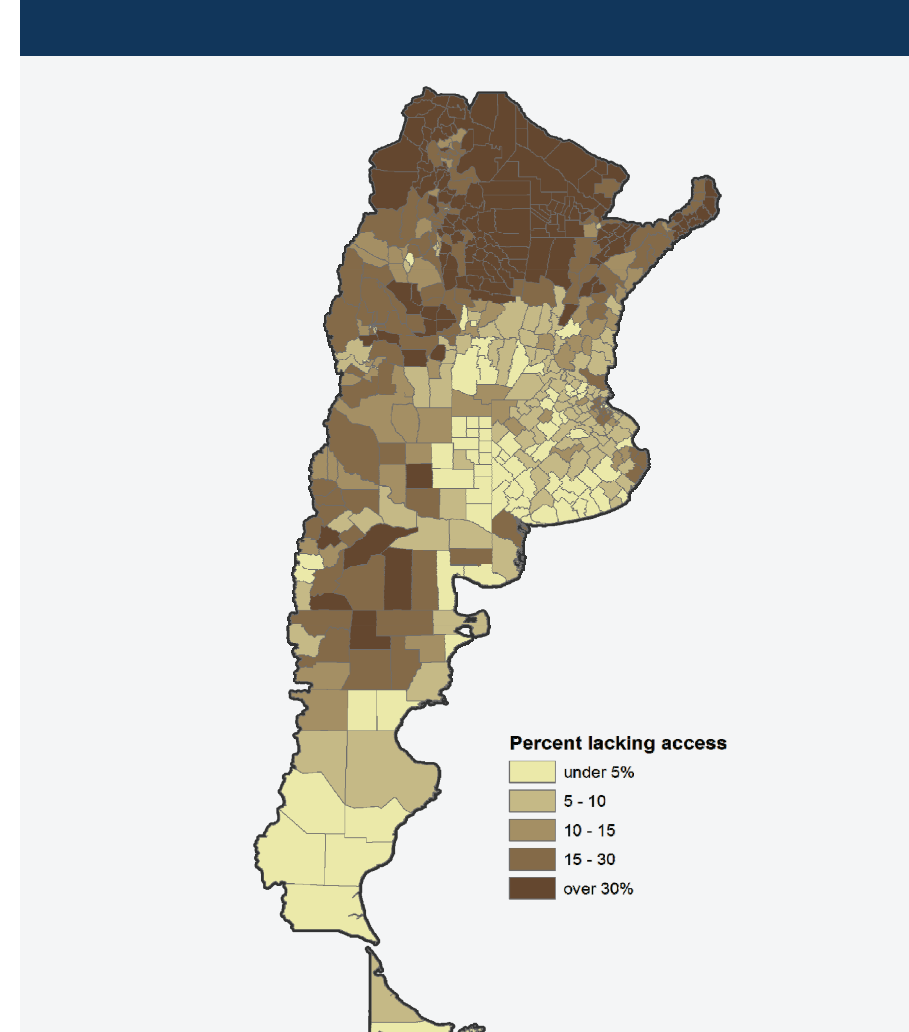 Percent lacking access
under 5%
5 - 10
10 - 15
15 - 30
over 30%